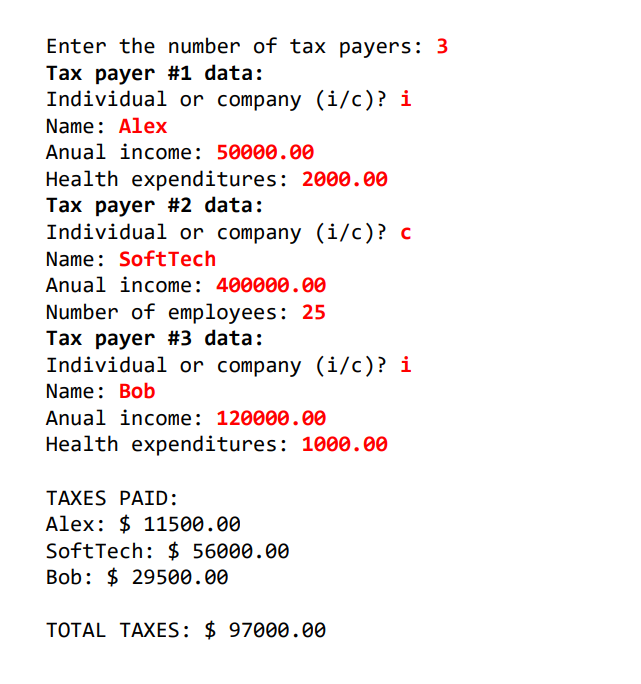 Enter the number of tax payers: 3
Tax payer #1 data:
Individual or company (i/c)? i
Name: Alex
Anual income: 50000.00
Health expenditures: 2000.00
Tax payer #2 data:
Individual or company (i/c)? c
Name: SoftTech
Anual income: 400000.00
Number of employees: 25
Tax payer #3 data:
Individual or company (i/c)? i
Name: Bob
Anual income: 120000.00
Health expenditures: 1000.00
TAXES PAID:
Alex: $ 11500.00
SoftTech: $ 56000.00
Bob: $ 29500.00
TOTAL TAXES: $ 97000.00